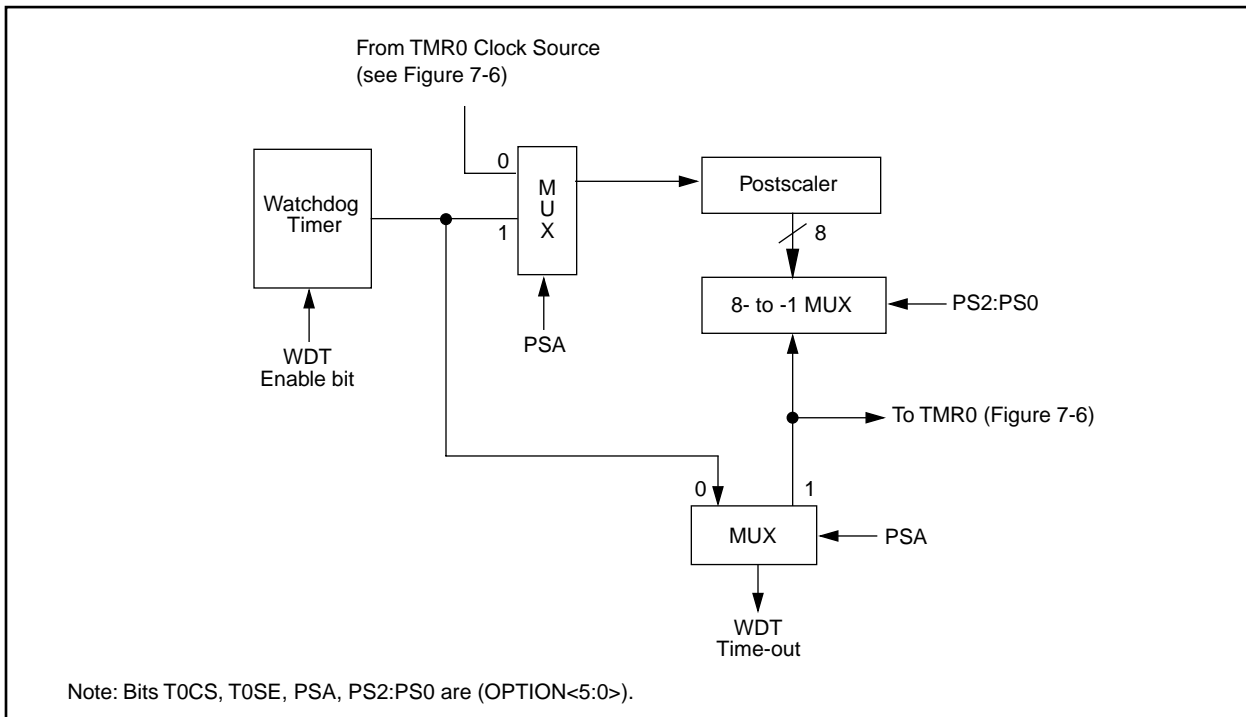 From TMR0 Clock Source
(see Figure 7-6)
0
Watchdog
Timer
M
U
X
1
Postscaler
8
8- to -1 MUX
PS2:PS0
WDT
Enable bit
PSA
To TMR0 (Figure 7-6)
0
1
MUX
PSA
WDT
Time-out
Note: Bits T0CS, T0SE, PSA, PS2:PS0 are (OPTION<5:0>).